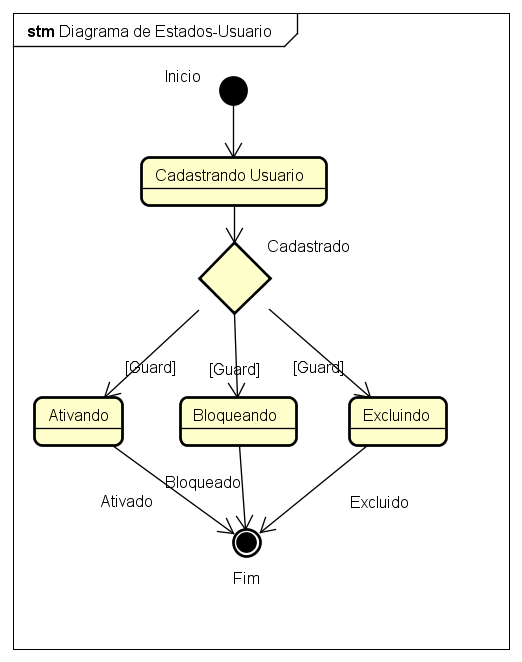 stm Diagrama de Estados-Usuario
Inicio
Cadastrando Usuario
Cadastrado
[Guard]
[Guard]
[Guard]
Ativando
Bloqueando
Excluindo
Bloqueado
Ativado
Excluido
Fim